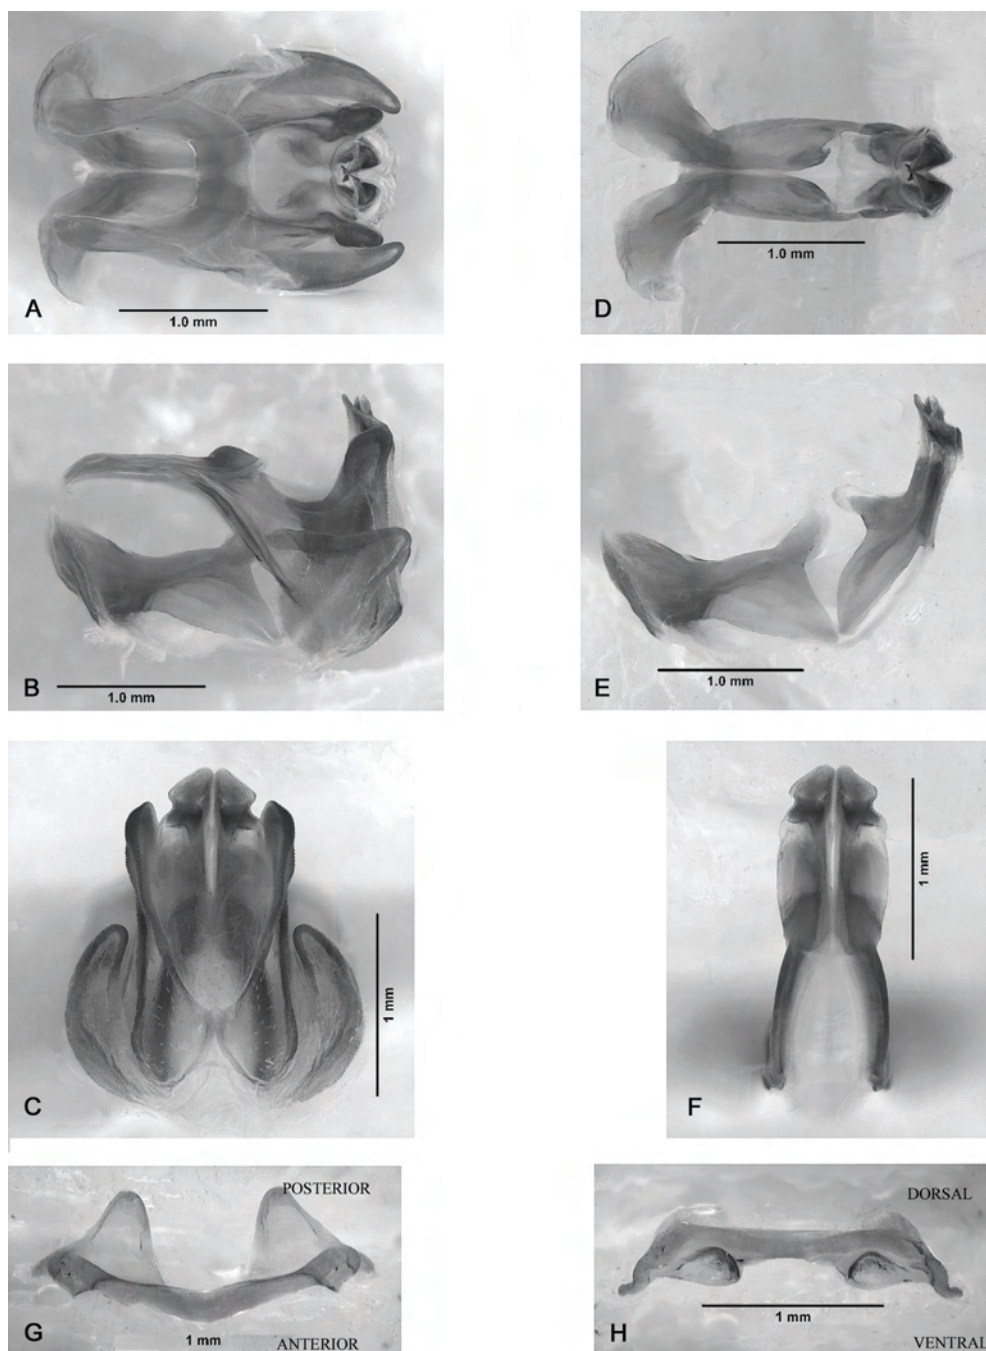 A
1.0 mm
D
1.0 mm
B
1.0 mm
E
1.0 mm
C
1 mm
F
1 mm
POSTERIOR
G
1 mm
ANTERIOR
DORSAL
H
1 mm
VENTRAL